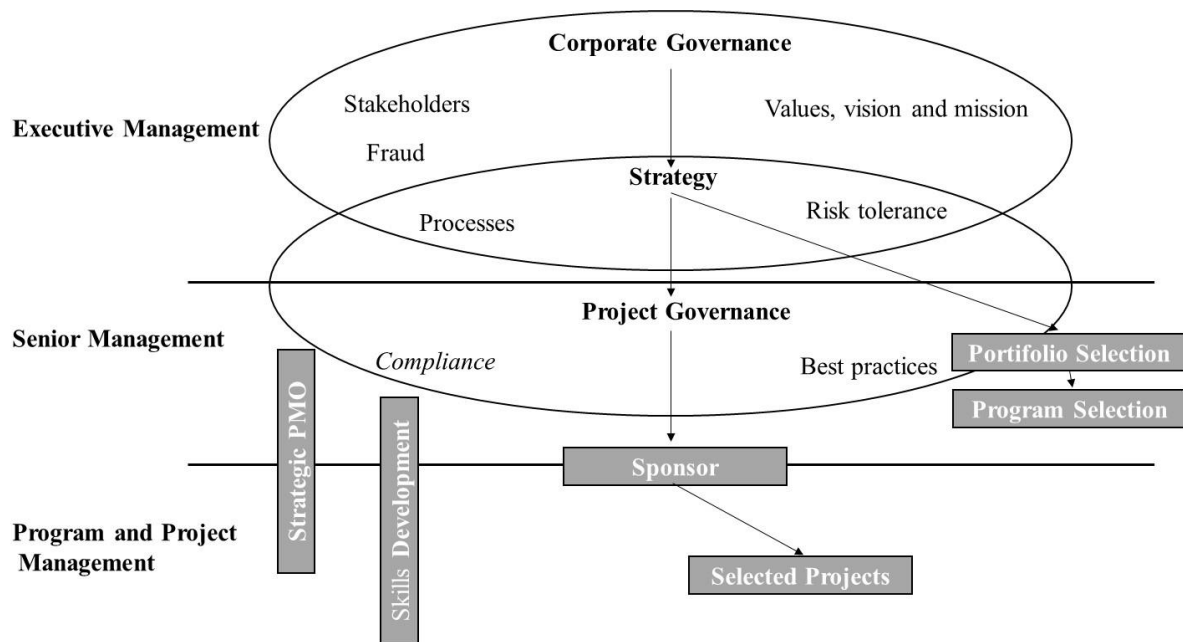 Corporate Governance
Stakeholders
Values, vision and mission
Executive Management
Fraud
Strategy
Processes
Risk tolerance
Project Governance
Senior Management
Compliance
Best practices
Portifolio Selection
Program Selection
Strategic PMO
Skills Development
Sponsor
Program and Project
Management
Selected Projects